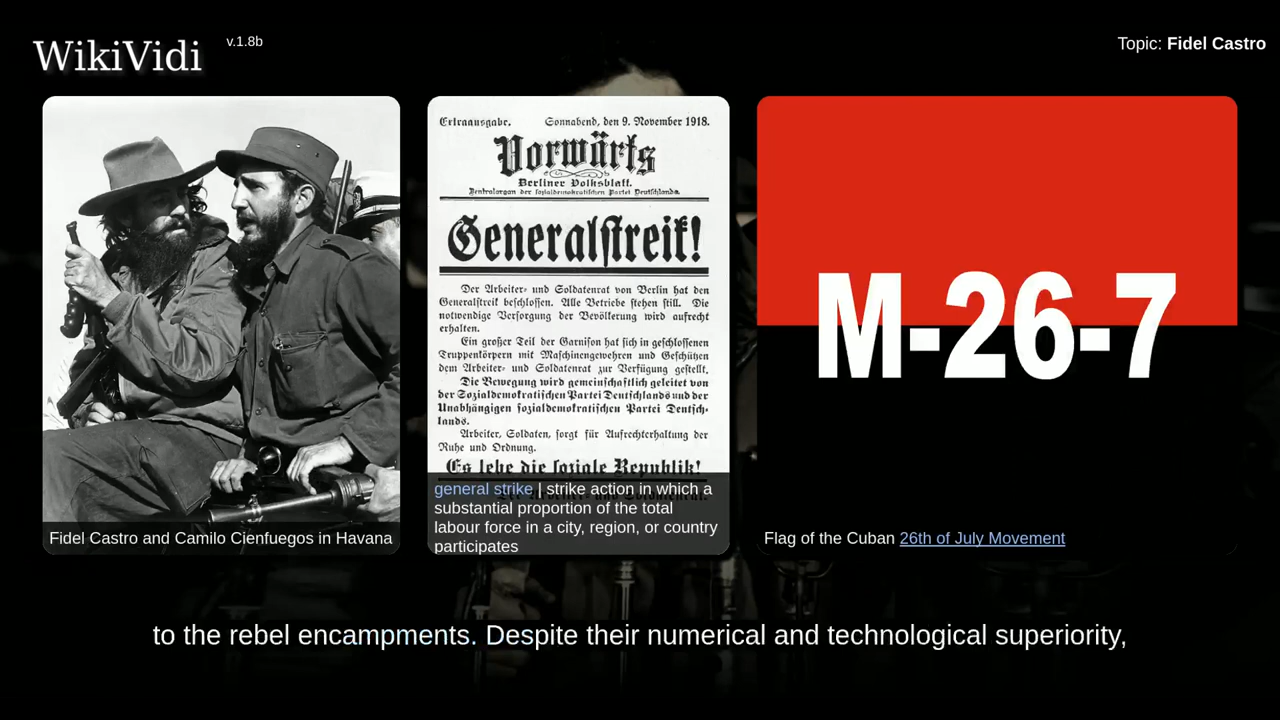 WikiVidi
v.1.8b
Topic: Fidel Castro
Fidel Castro and Camilo Cienfuegos in Havana
Extraausgabe. Sonnabend, den 9. November 1918.
Vorwärts
Berliner Volksblatt.
Zentralorgan der sozialdemokratischen Partei Deutschlands.
Generalstreik!
Der Arbeiter- und Soldatenrat von Berlin hat den
Generalstreik beschlossen. Alle Betriebe stehen still. Die
notwendige Versorgung der Bevölkerung wird aufrecht
erhalten.
Ein großer Teil der Garnison hat sich in geschlossenen
Truppenkörpern mit Maschinengewehren und Geschützen
dem Arbeiter- und Soldatenrat zur Verfügung gestellt.
Die Bewegung wird gemeinschaftlich geleitet von
der Sozialdemokratischen Partei Deutschlands und der
Unabhängigen sozialdemokratischen Partei Deutsch-
lands.
Arbeiter, Soldaten, sorgt für Aufrechterhaltung der
Ruhe und Ordnung.
Es lebe die soziale Republik!
general strike | strike action in which a
substantial proportion of the total
labour force in a city, region, or country
participates
M-26-7
Flag of the Cuban 26th of July Movement
to the rebel encampments. Despite their numerical and technological superiority,